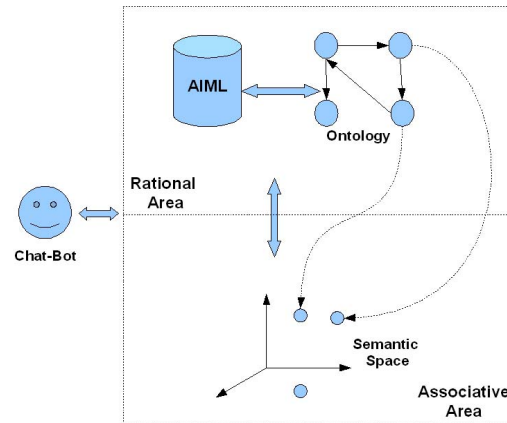 AIML
Ontology
Rational
Area
Chat-Bot
Semantic
Space
Associative
Area